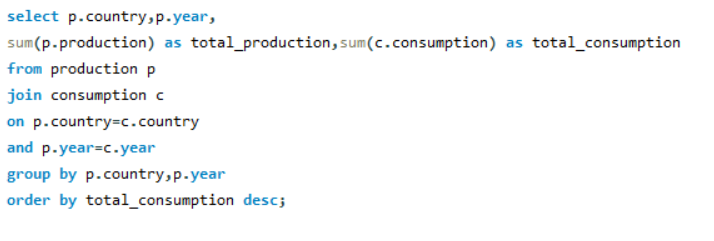 select p.country,p.year,
sum(p.production) as total_production,sum(c.consumption) as total_consumption
from production p
join consumption c
on p.country=c.country
and p.year=c.year
group by p.country,p.year
order by total_consumption desc;